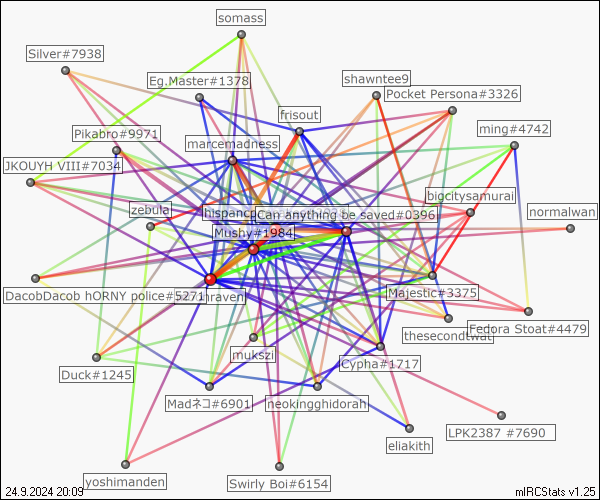 somass
Silver#7938
Eg.Master#1378
shawntee9
Pocket Persona#3326
frisout
ming#4742
Pikabro#9971
marcemadness
JKOUYH VIII#7034
bigcitysamurai
zebula
hispanc
Can anything be saved#0396
normalwan
Mushy#1984
DacobDacob hORNY police#5271
raven
Majestic#3375
thesecondtwat
Fedora Stoat#4479
mukszi
Cypha#1717
Duck#1245
Madネコ#6901
neokingghidorah
LPK2387 #7690
eliakith
yoshimanden
Swirly Boi#6154
24.9.2024 20:09
mIRCStats v1.25